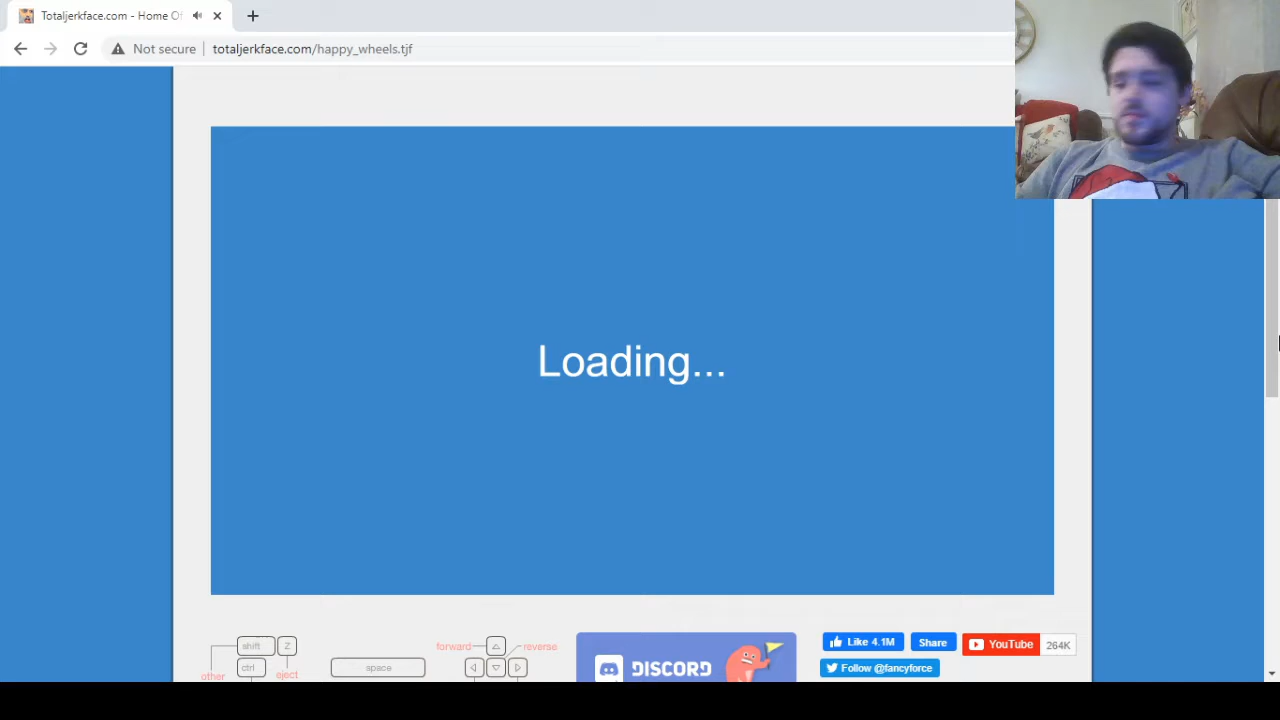 Totaljerkface.com - Home Of
Not secure
totaljerkface.com/happy_wheels.tjf
Loading...
shift Z
ctrl
other
eject
space
forward
reverse
DISCORD
Like 4.1M
Share
YouTube
264K
Follow @fancyforce